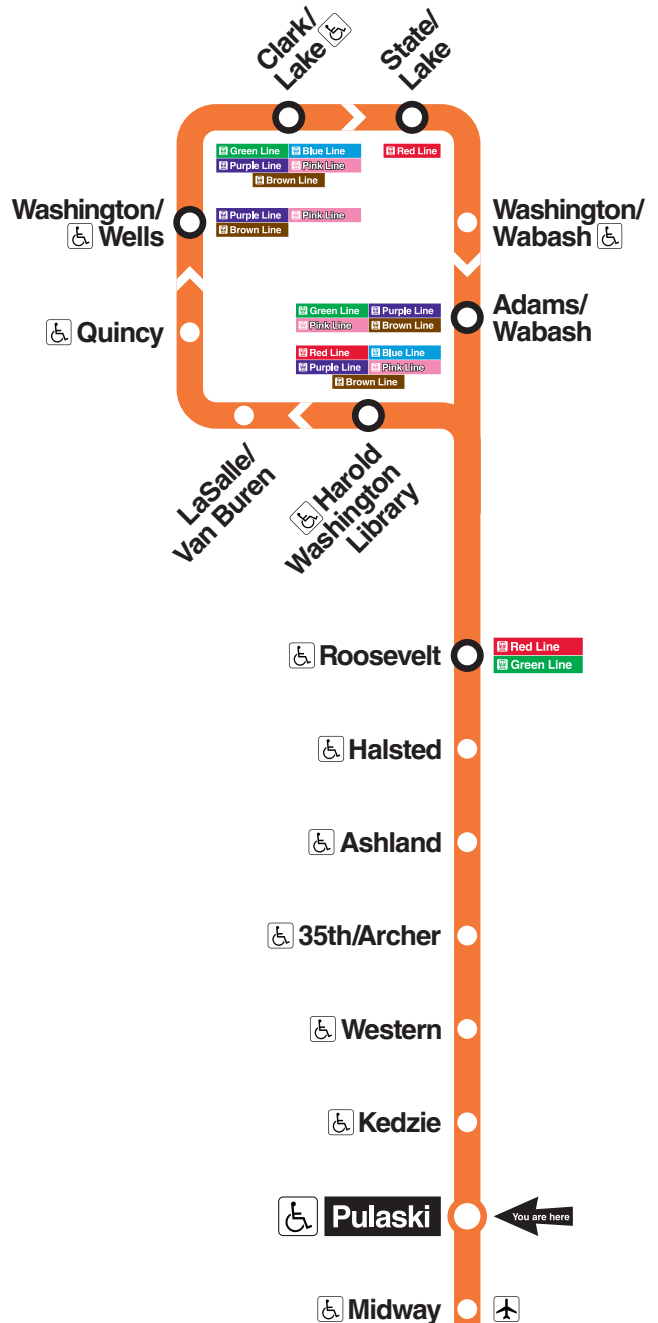 Clark/
Lake
State/
Lake
Green Line Blue Line
Purple Line Pink Line
Brown Line
Red Line
Washington/
Wells
Purple Line Pink Line
Brown Line
Washington/
Wabash
Quincy
Green Line Purple Line
Pink Line Brown Line
Adams/
Wabash
Red Line Blue Line
Purple Line Pink Line
Brown Line
LaSalle/
Van Buren
Harold
Washington
Library
Roosevelt
Red Line
Green Line
Halsted
Ashland
35th/Archer
Western
Kedzie
Pulaski
You are here
Midway